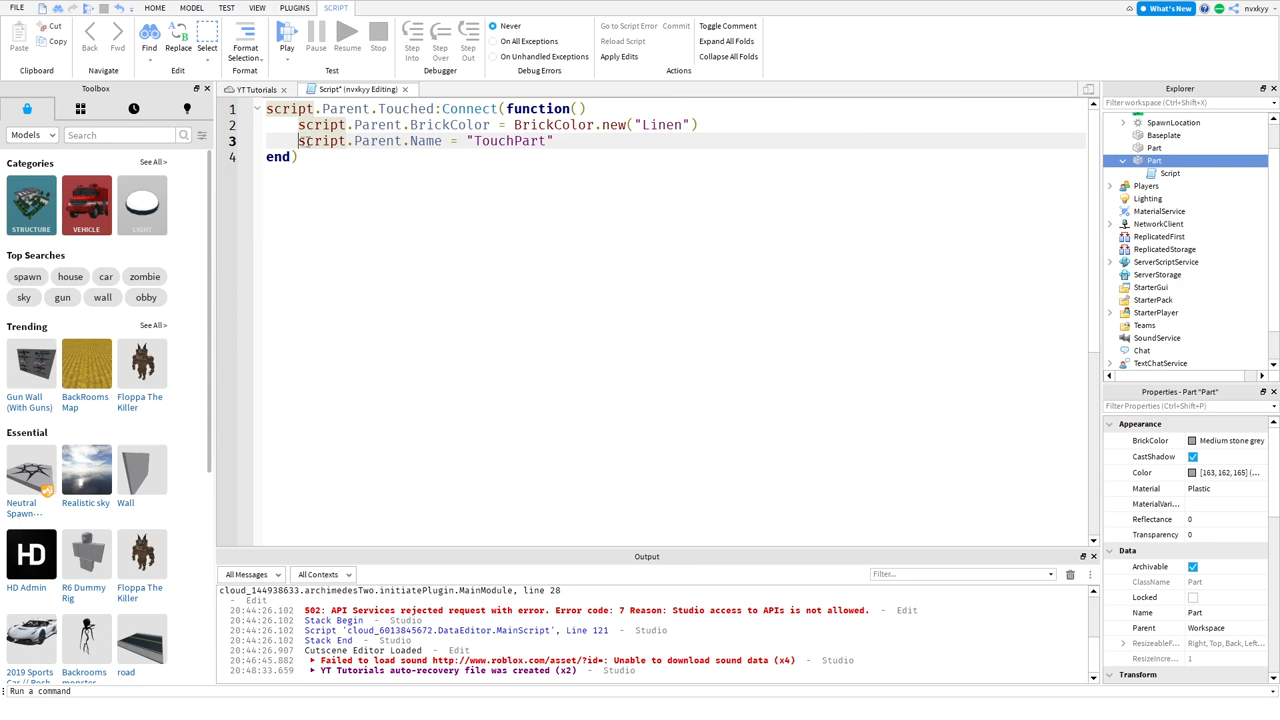 FILE HOME MODEL TEST VIEW PLUGINS SCRIPT What's New nvxkyy
Paste Cut Copy Back Fwd Find Replace Select Format Selection Play Pause Resume Stop Step Into Step Over Step Out
Never
On All Exceptions
On Unhandled Exceptions
Go to Script Error Commit Toggle Comment
Reload Script Expand All Folds
Apply Edits Collapse All Folds
Clipboard Navigate Edit Format Test Debugger Debug Errors Actions
Toolbox
YT Tutorials Script* (nvxkyy Editing)
Explorer
Filter workspace (Ctrl+Shift+X)
Models Search
Categories See All >
STRUCTURE VEHICLE LIGHT
Top Searches
spawn house car zombie
sky gun wall obby
Trending See All >
Gun Wall (With Guns)
BackRooms Map
Floppa The Killer
Essential See All >
Neutral Spawn...
Realistic sky
Wall
HD
HD Admin
R6 Dummy Rig
Floppa The Killer
2019 Sports
Backrooms
road
1 script.Parent.Touched:Connect(function()
2 script.Parent.BrickColor = BrickColor.new("Linen")
3 script.Parent.Name = "TouchPart"
4 end)
SpawnLocation
Baseplate
Part
Part
Script
Players
Lighting
MaterialService
NetworkClient
ReplicatedFirst
ReplicatedStorage
ServerScriptService
ServerStorage
StarterGui
StarterPack
StarterPlayer
Teams
SoundService
Chat
TextChatService
Properties - Part "Part"
Filter Properties (Ctrl+Shift+P)
Appearance
BrickColor Medium stone grey
CastShadow
Color [163, 162, 165] (...
Material Plastic
MaterialVari...
Reflectance 0
Transparency 0
Data
Archivable
ClassName Part
Locked
Name Part
Parent Workspace
ResizeableF... Right, Top, Back, Left...
ResizeIncre... 1
Transform
Output
All Messages All Contexts Filter...
cloud_144938633.archimedesTwo.initiatePlugin.MainModule, line 28
- Edit
20:44:26.102 502: API Services rejected request with error. Error code: 7 Reason: Studio access to APIs is not allowed. - Edit
20:44:26.102 Stack Begin - Studio
20:44:26.102 Script 'cloud_6013845672.DataEditor.MainScript', Line 121 - Studio
20:44:26.102 Stack End - Studio
20:44:26.907 Cutscene Editor Loaded - Edit
20:46:45.882 Failed to load sound http://www.roblox.com/asset/?id=: Unable to download sound data (x4) - Studio
20:48:33.659 YT Tutorials auto-recovery file was created (x2) - Studio
Run a command